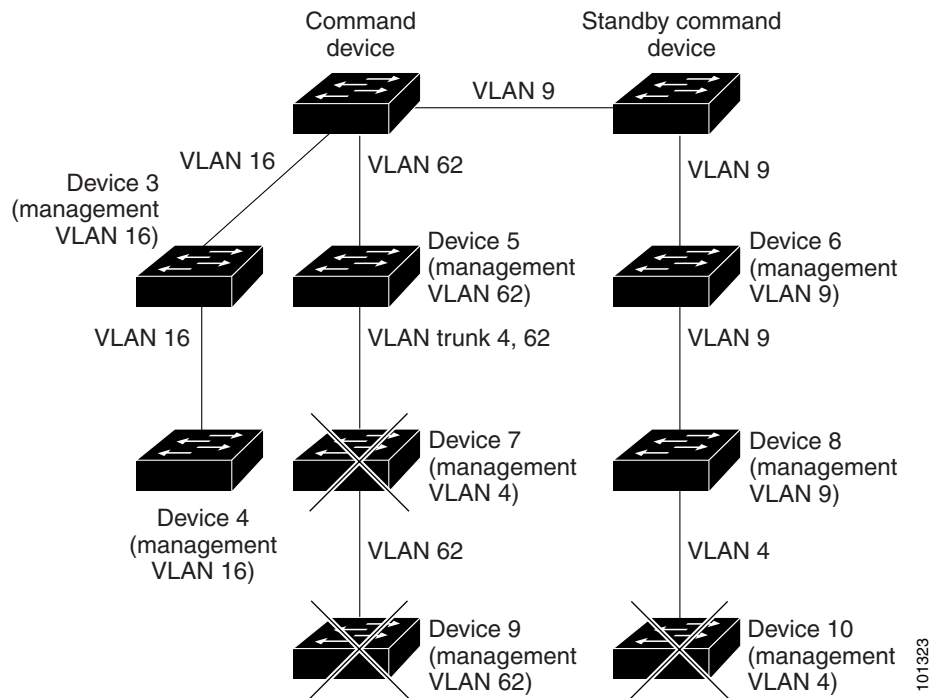 Command
device
Standby command
device
VLAN 9
VLAN 16
VLAN 62
VLAN 9
Device 3
(management
VLAN 16)
Device 5
(management
VLAN 62)
Device 6
(management
VLAN 9)
VLAN 16
VLAN trunk 4, 62
VLAN 9
Device 7
(management
VLAN 4)
Device 8
(management
VLAN 9)
Device 4
(management
VLAN 16)
VLAN 62
VLAN 4
Device 9
(management
VLAN 62)
Device 10
(management
VLAN 4)
101323